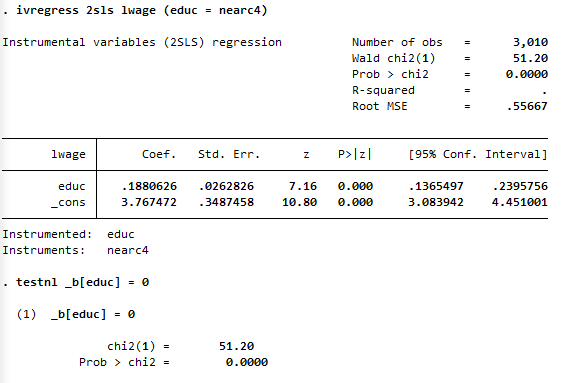 . ivregress 2sls lwage (educ = nearc4)
Instrumental variables (2SLS) regression Number of obs = 3,010
Wald chi2(1) = 51.20
Prob > chi2 = 0.0000
R-squared = .
Root MSE = .55667
lwage Coef. Std. Err. z P>|z| [95% Conf. Interval]
educ .1880626 .0262826 7.16 0.000 .1365497 .2395756
_cons 3.767472 .3487458 10.80 0.000 3.083942 4.451001
Instrumented: educ
Instruments: nearc4
. testnl _b[educ] = 0
(1) _b[educ] = 0
chi2(1) = 51.20
Prob > chi2 = 0.0000